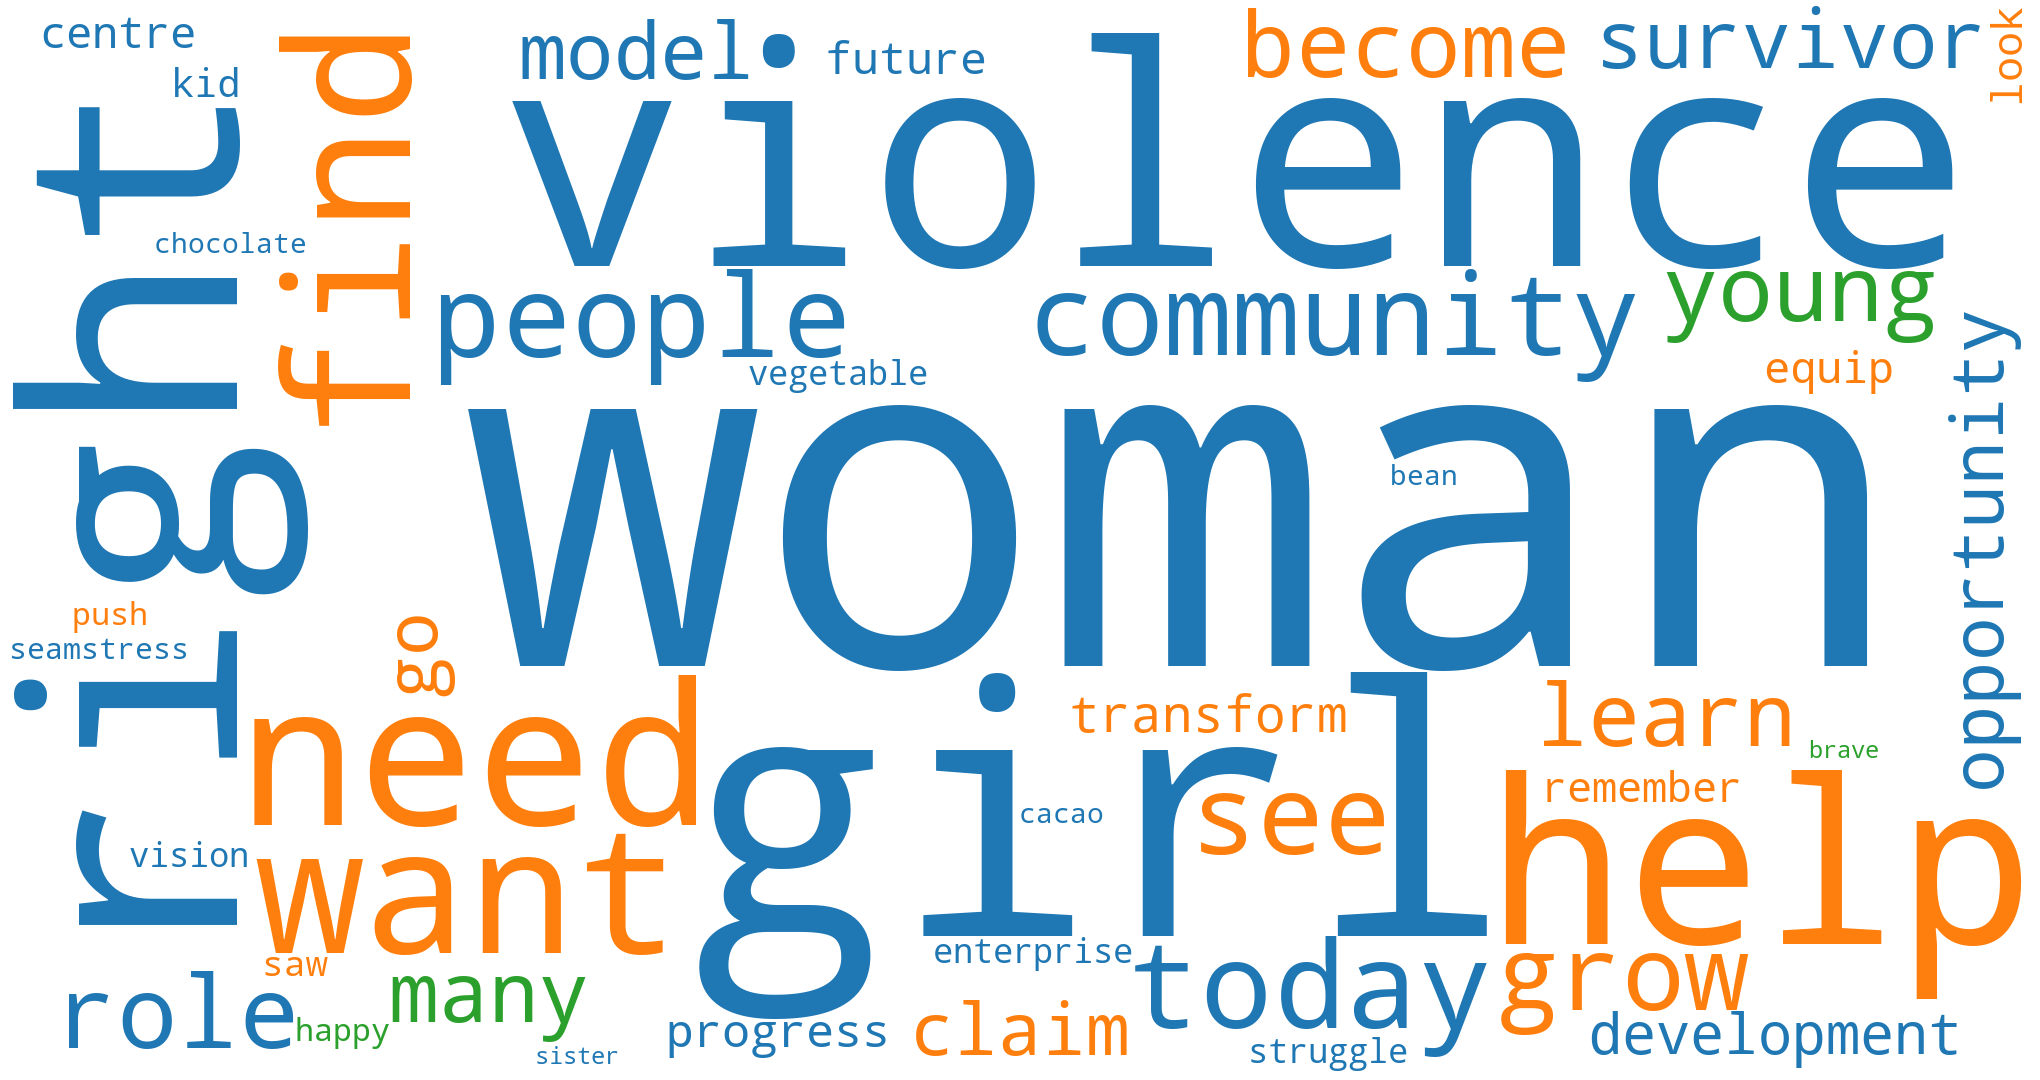 centre
kid
find
model
future
become
survivor
look
violence
right
chocolate
people
community
young
vegetable
equip
opportunity
woman
bean
push
seamstress
go
need
girl
transform
learn
brave
see
remember
help
cacao
vision
want
saw
many
enterprise
today
grow
role
happy
sister
progress
claim
struggle
development